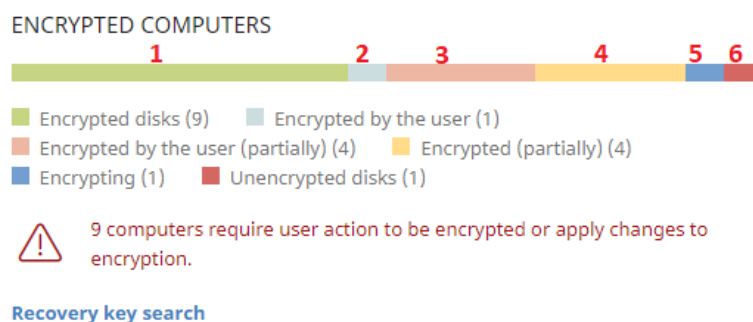 ENCRYPTED COMPUTERS
1 2 3 4 5 6
Encrypted disks (9) Encrypted by the user (1)
Encrypted by the user (partially) (4) Encrypted (partially) (4)
Encrypting (1) Unencrypted disks (1)
9 computers require user action to be encrypted or apply changes to
encryption.
Recovery key search